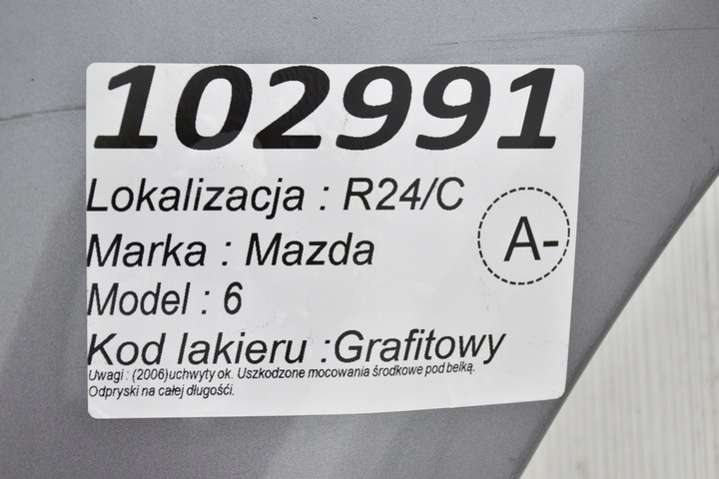 102991
Lokalizacja : R24/C
A-
Marka : Mazda
Model : 6
Kod lakieru :Grafitowy
Uwagi : (2006)uchwyty ok. Uszkodzone mocowania środkowe pod belką.
Odpryski na całej długośći.